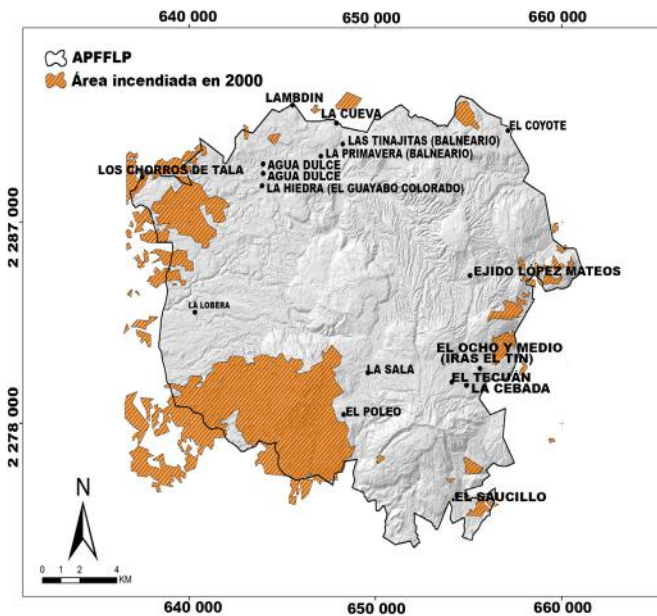 640 000 650 000 660 000
APFFLP
Área incendiada en 2000
LAMBDIN
LA CUEVA
EL COYOTE
LAS TINAJITAS (BALNEARIO)
LA PRIMAVERA (BALNEARIO)
LOS CHORROS DE TALA
AGUA DULCE
AGUA DULCE
LA HIEDRA (EL GUAYABO COLORADO)
2 287 000
EJIDO LÓPEZ MATEOS
LA LOBERA
EL OCHO Y MEDIO
(IRAS EL TIN)
LA SALA
EL TECUÁN
LA CEBADA
EL POLEO
2 278 000
EL SAUCILLO
N
0 1 2 4
KM
640 000 650 000 660 000